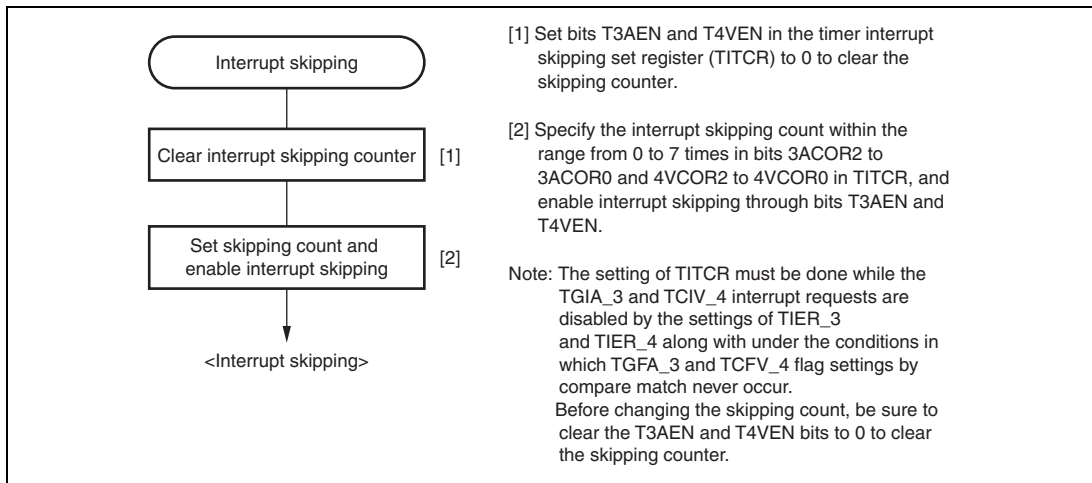 Interrupt skipping
Clear interrupt skipping counter
[1]
Set skipping count and
enable interrupt skipping
[2]
<Interrupt skipping>
[1] Set bits T3AEN and T4VEN in the timer interrupt
skipping set register (TITCR) to 0 to clear the
skipping counter.
[2] Specify the interrupt skipping count within the
range from 0 to 7 times in bits 3ACOR2 to
3ACOR0 and 4VCOR2 to 4VCOR0 in TITCR, and
enable interrupt skipping through bits T3AEN and
T4VEN.
Note: The setting of TITCR must be done while the
TGIA_3 and TCIV_4 interrupt requests are
disabled by the settings of TIER_3
and TIER_4 along with under the conditions in
which TGFA_3 and TCFV_4 flag settings by
compare match never occur.
Before changing the skipping count, be sure to
clear the T3AEN and T4VEN bits to 0 to clear
the skipping counter.